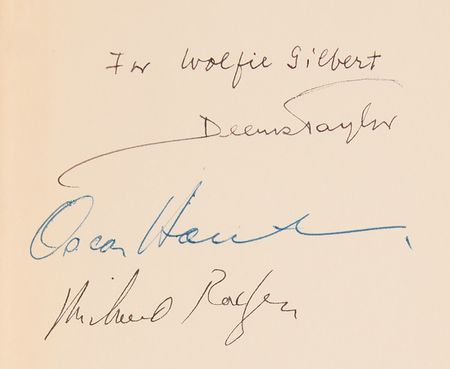 For Wolfie Gilbert
Deems Taylor
Oscar
Richard Rodgers